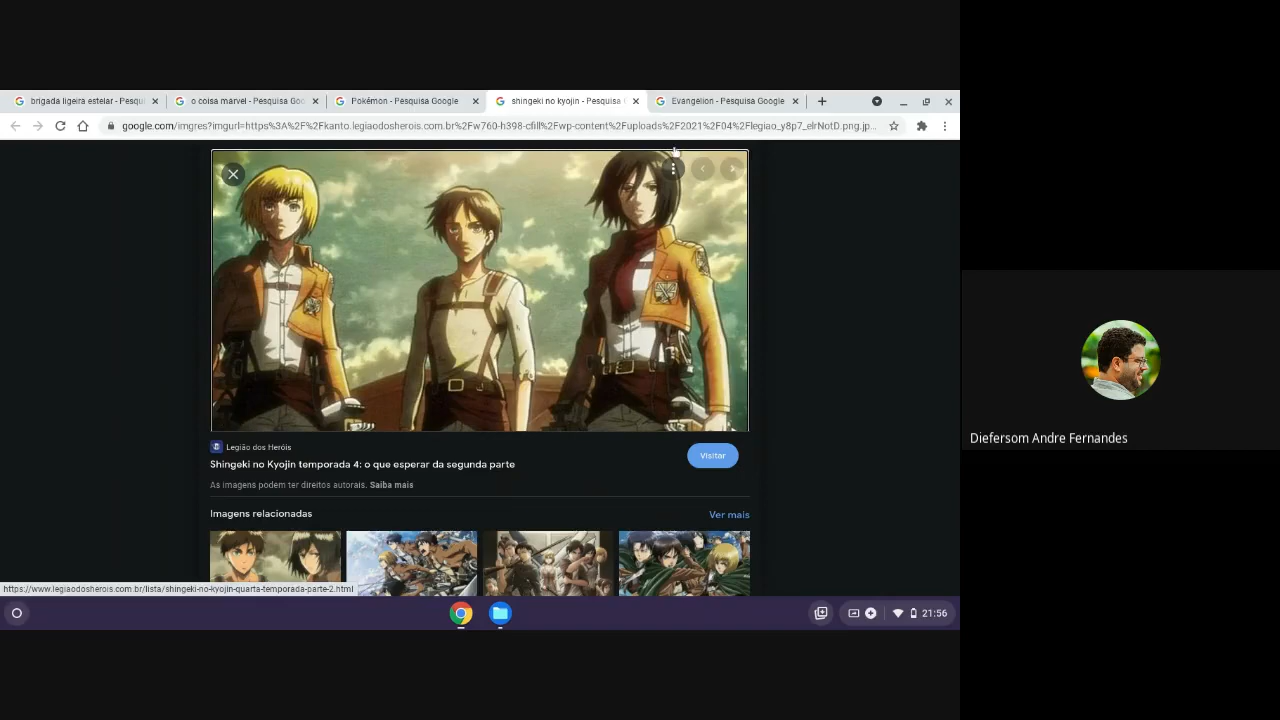 brigada ligeira estelar - Pesqui
o coisa marvel - Pesquisa Goo
Pokémon - Pesquisa Google
shingeki no kyojin - Pesquisa G
Evangelion - Pesquisa Google
google.com/imgres?imgurl=https%3A%2F%2Fkanto.legiaodosherois.com.br%2Fw760-h398-cfill%2Fwp-content%2Fuploads%2F2021%2F04%2Flegiao_y8p7_elrNotD.png.jp...
Legião dos Heróis
Shingeki no Kyojin temporada 4: o que esperar da segunda parte
Visitar
As imagens podem ter direitos autorais. Saiba mais
Imagens relacionadas
Ver mais
https://www.legiaodosherois.com.br/lista/shingeki-no-kyojin-quarta-temporada-parte-2.html
21:56
Diefersom Andre Fernandes